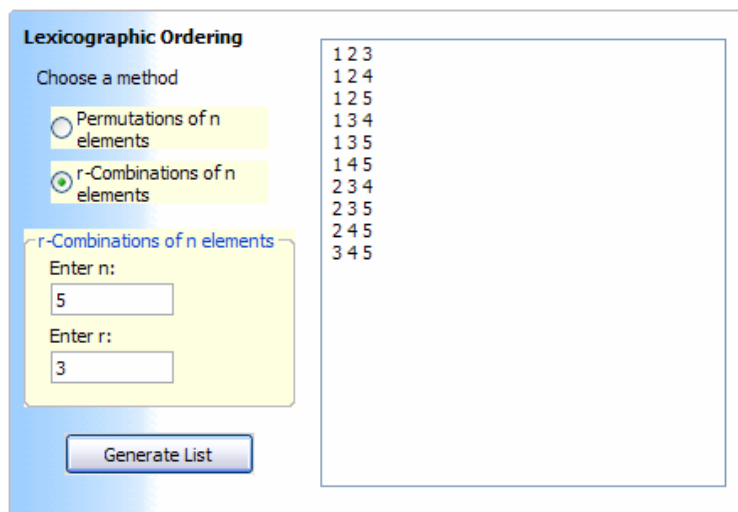 Lexicographic Ordering
Choose a method
Permutations of n
elements
r-Combinations of n
elements
r-Combinations of n elements
Enter n:
5
Enter r:
3
Generate List
1 2 3
1 2 4
1 2 5
1 3 4
1 3 5
1 4 5
2 3 4
2 3 5
2 4 5
3 4 5